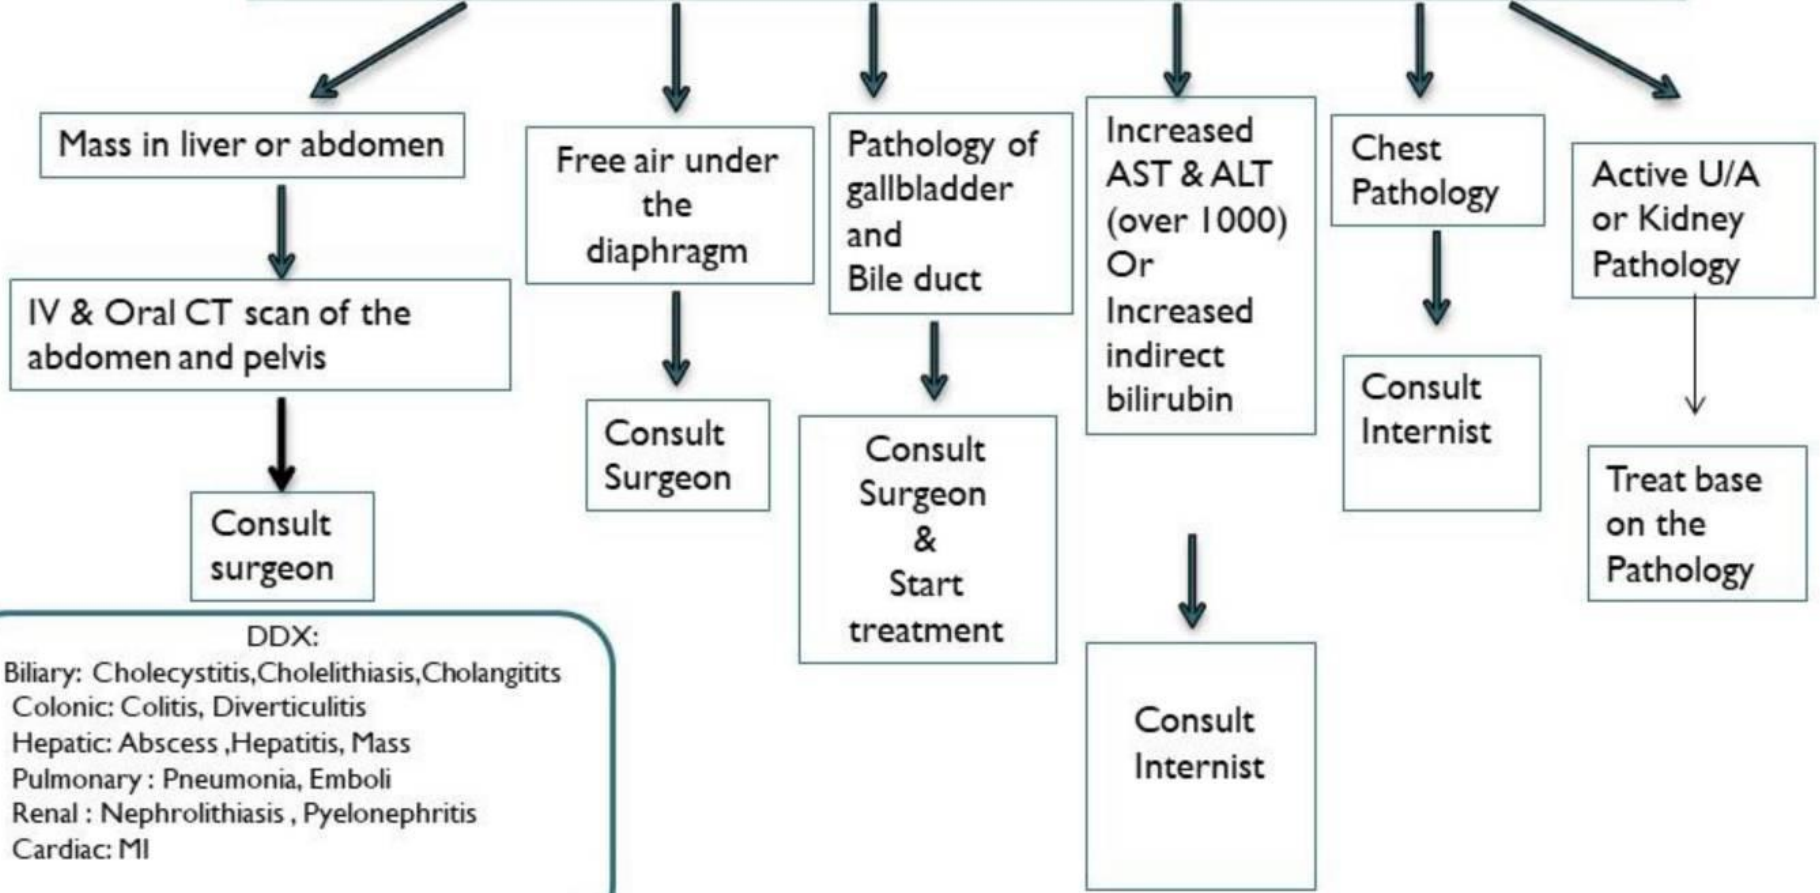 Mass in liver or abdomen
IV & Oral CT scan of the
abdomen and pelvis
Consult
surgeon
Free air under
the
diaphragm
Consult
Surgeon
Pathology of
gallbladder
and
Bile duct
Consult
Surgeon
&
Start
treatment
Increased
AST & ALT
(over 1000)
Or
Increased
indirect
bilirubin
Consult
Internist
Chest
Pathology
Consult
Internist
Active U/A
or Kidney
Pathology
Treat base
on the
Pathology
DDX:
Biliary: Cholecystitis,Cholelithiasis,Cholangitits
Colonic: Colitis, Diverticulitis
Hepatic: Abscess ,Hepatitis, Mass
Pulmonary : Pneumonia, Emboli
Renal : Nephrolithiasis , Pyelonephritis
Cardiac: MI